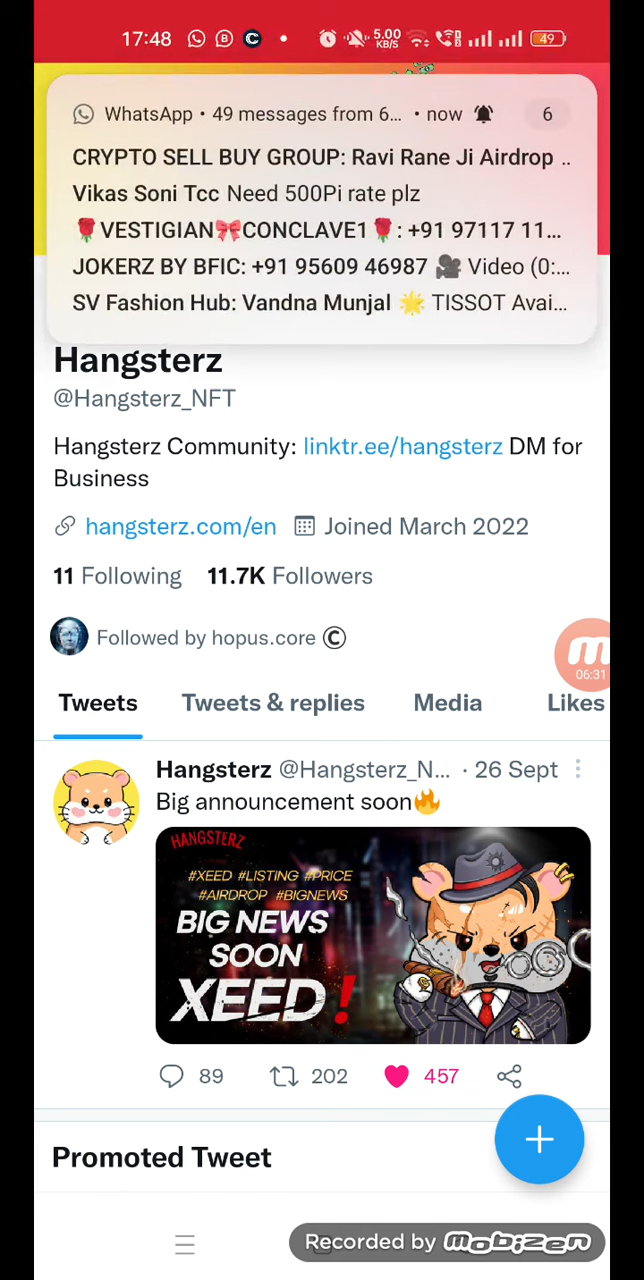 17:48 5.00 KB/S 49
WhatsApp • 49 messages from 6... • now 6
CRYPTO SELL BUY GROUP: Ravi Rane Ji Airdrop ..
Vikas Soni Tcc Need 500Pi rate plz
🌹VESTIGIAN🎀CONCLAVE1🌹: +91 97117 11...
JOKERZ BY BFIC: +91 95609 46987 🎥 Video (0:...
SV Fashion Hub: Vandna Munjal 🌟 TISSOT Avai...
Hangsterz
@Hangsterz_NFT
Hangsterz Community: linktr.ee/hangsterz DM for
Business
hangsterz.com/en Joined March 2022
11 Following 11.7K Followers
Followed by hopus.core ©
06:31
Tweets Tweets & replies Media Likes
Hangsterz @Hangsterz_N... · 26 Sept
Big announcement soon🔥
HANGSTERZ
#XEED #LISTING #PRICE
#AIRDROP #BIGNEWS
BIG NEWS
SOON
XEED!
89 202 457
Promoted Tweet
Recorded by mobizen